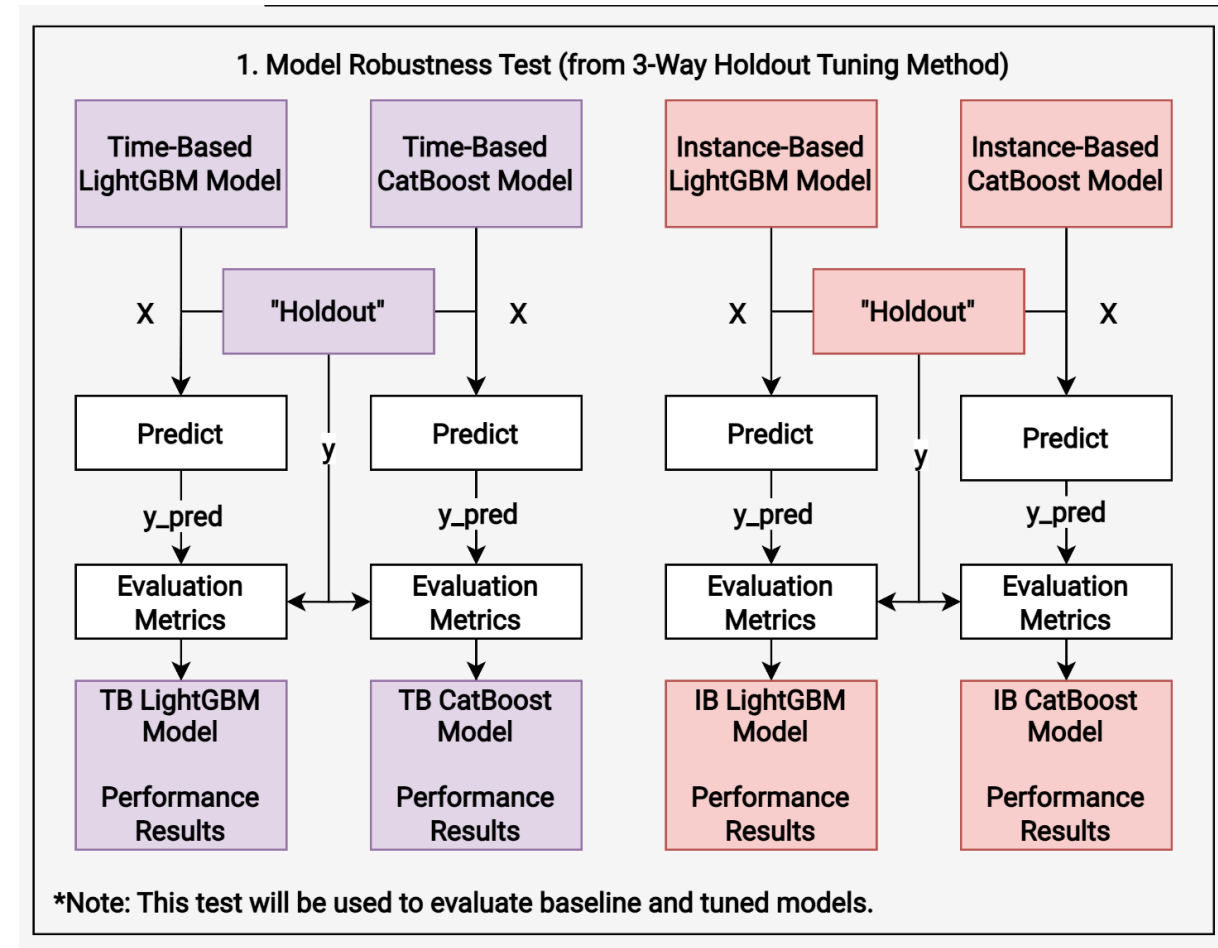 1. Model Robustness Test (from 3-Way Holdout Tuning Method)
Time-Based
LightGBM Model
Time-Based
CatBoost Model
Instance-Based
LightGBM Model
Instance-Based
CatBoost Model
X
"Holdout"
X
X
"Holdout"
X
Predict
y
Predict
Predict
y
Predict
y_pred
y_pred
y_pred
y_pred
Evaluation
Metrics
Evaluation
Metrics
Evaluation
Metrics
Evaluation
Metrics
TB LightGBM
Model
Performance
Results
TB CatBoost
Model
Performance
Results
IB LightGBM
Model
Performance
Results
IB CatBoost
Model
Performance
Results
*Note: This test will be used to evaluate baseline and tuned models.